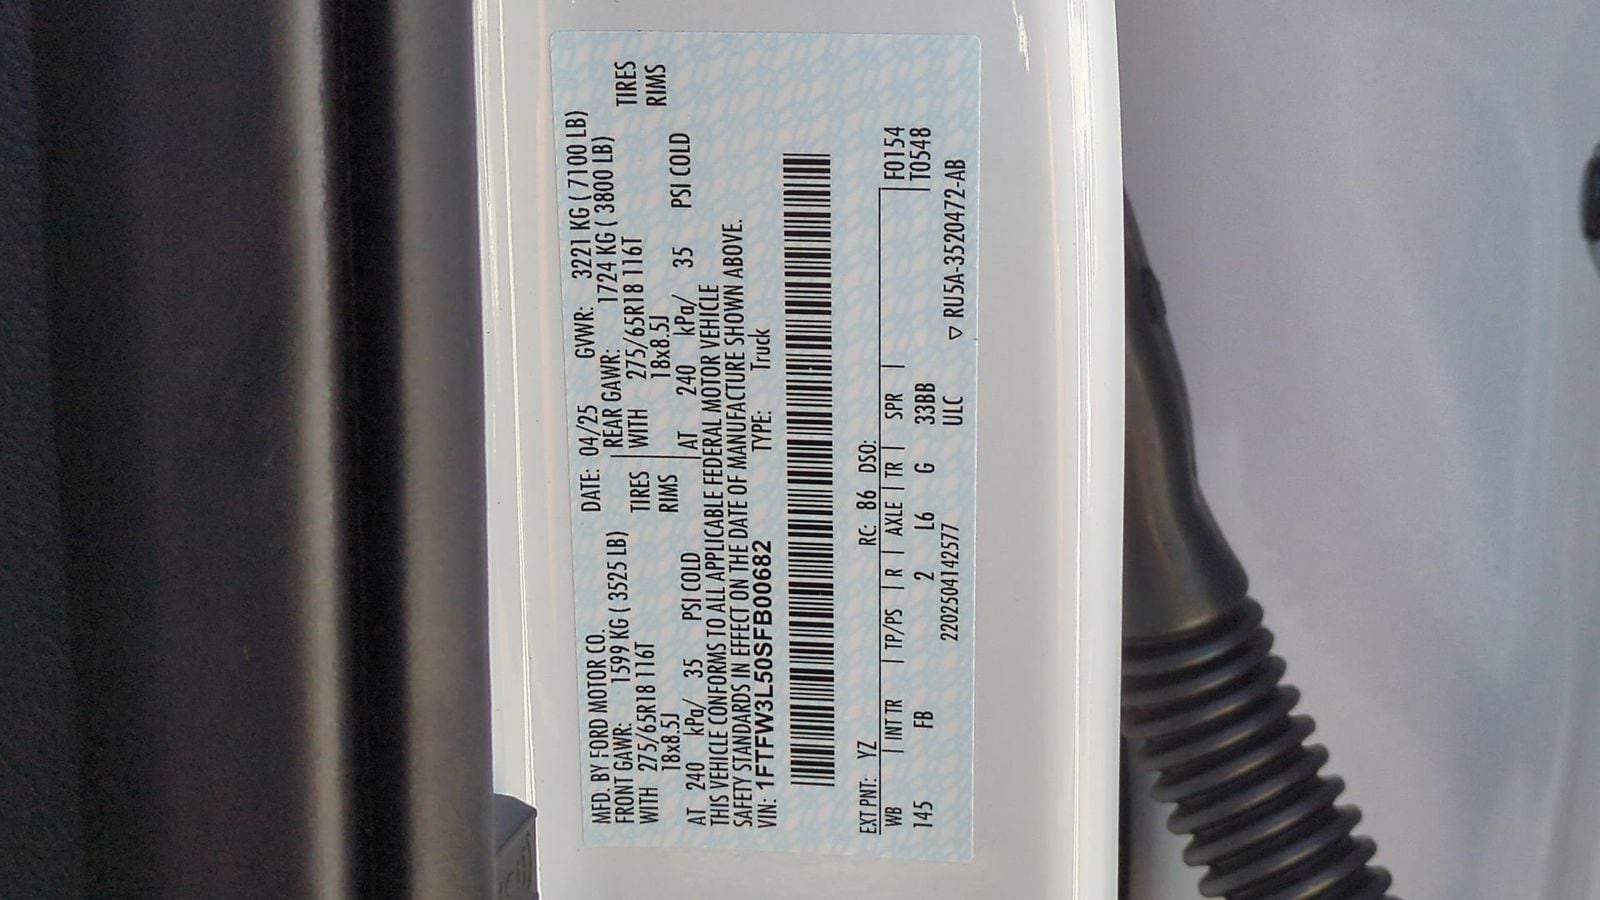 MFD. BY FORD MOTOR CO. DATE: 04/25 GVWR: 3221 KG ( 7100 LB)
FRONT GAWR: 1599 KG ( 3525 LB) REAR GAWR: 1724 KG ( 3800 LB)
WITH 275/65R18 116T TIRES WITH 275/65R18 116T TIRES
18x8.5J RIMS 18x8.5J RIMS
AT 240 kPa/ 35 PSI COLD AT 240 kPa/ 35 PSI COLD
THIS VEHICLE CONFORMS TO ALL APPLICABLE FEDERAL MOTOR VEHICLE
SAFETY STANDARDS IN EFFECT ON THE DATE OF MANUFACTURE SHOWN ABOVE.
VIN: 1FTFW3L50SFB00682 TYPE: Truck
EXT PNT: YZ RC: 86 DSO: F0154
WB | INT TR | TP/PS | R | AXLE | TR | SPR | T0548
145 FB 2 L6 G 33BB
2202504142577 ULC ▽ RU5A-3520472-AB